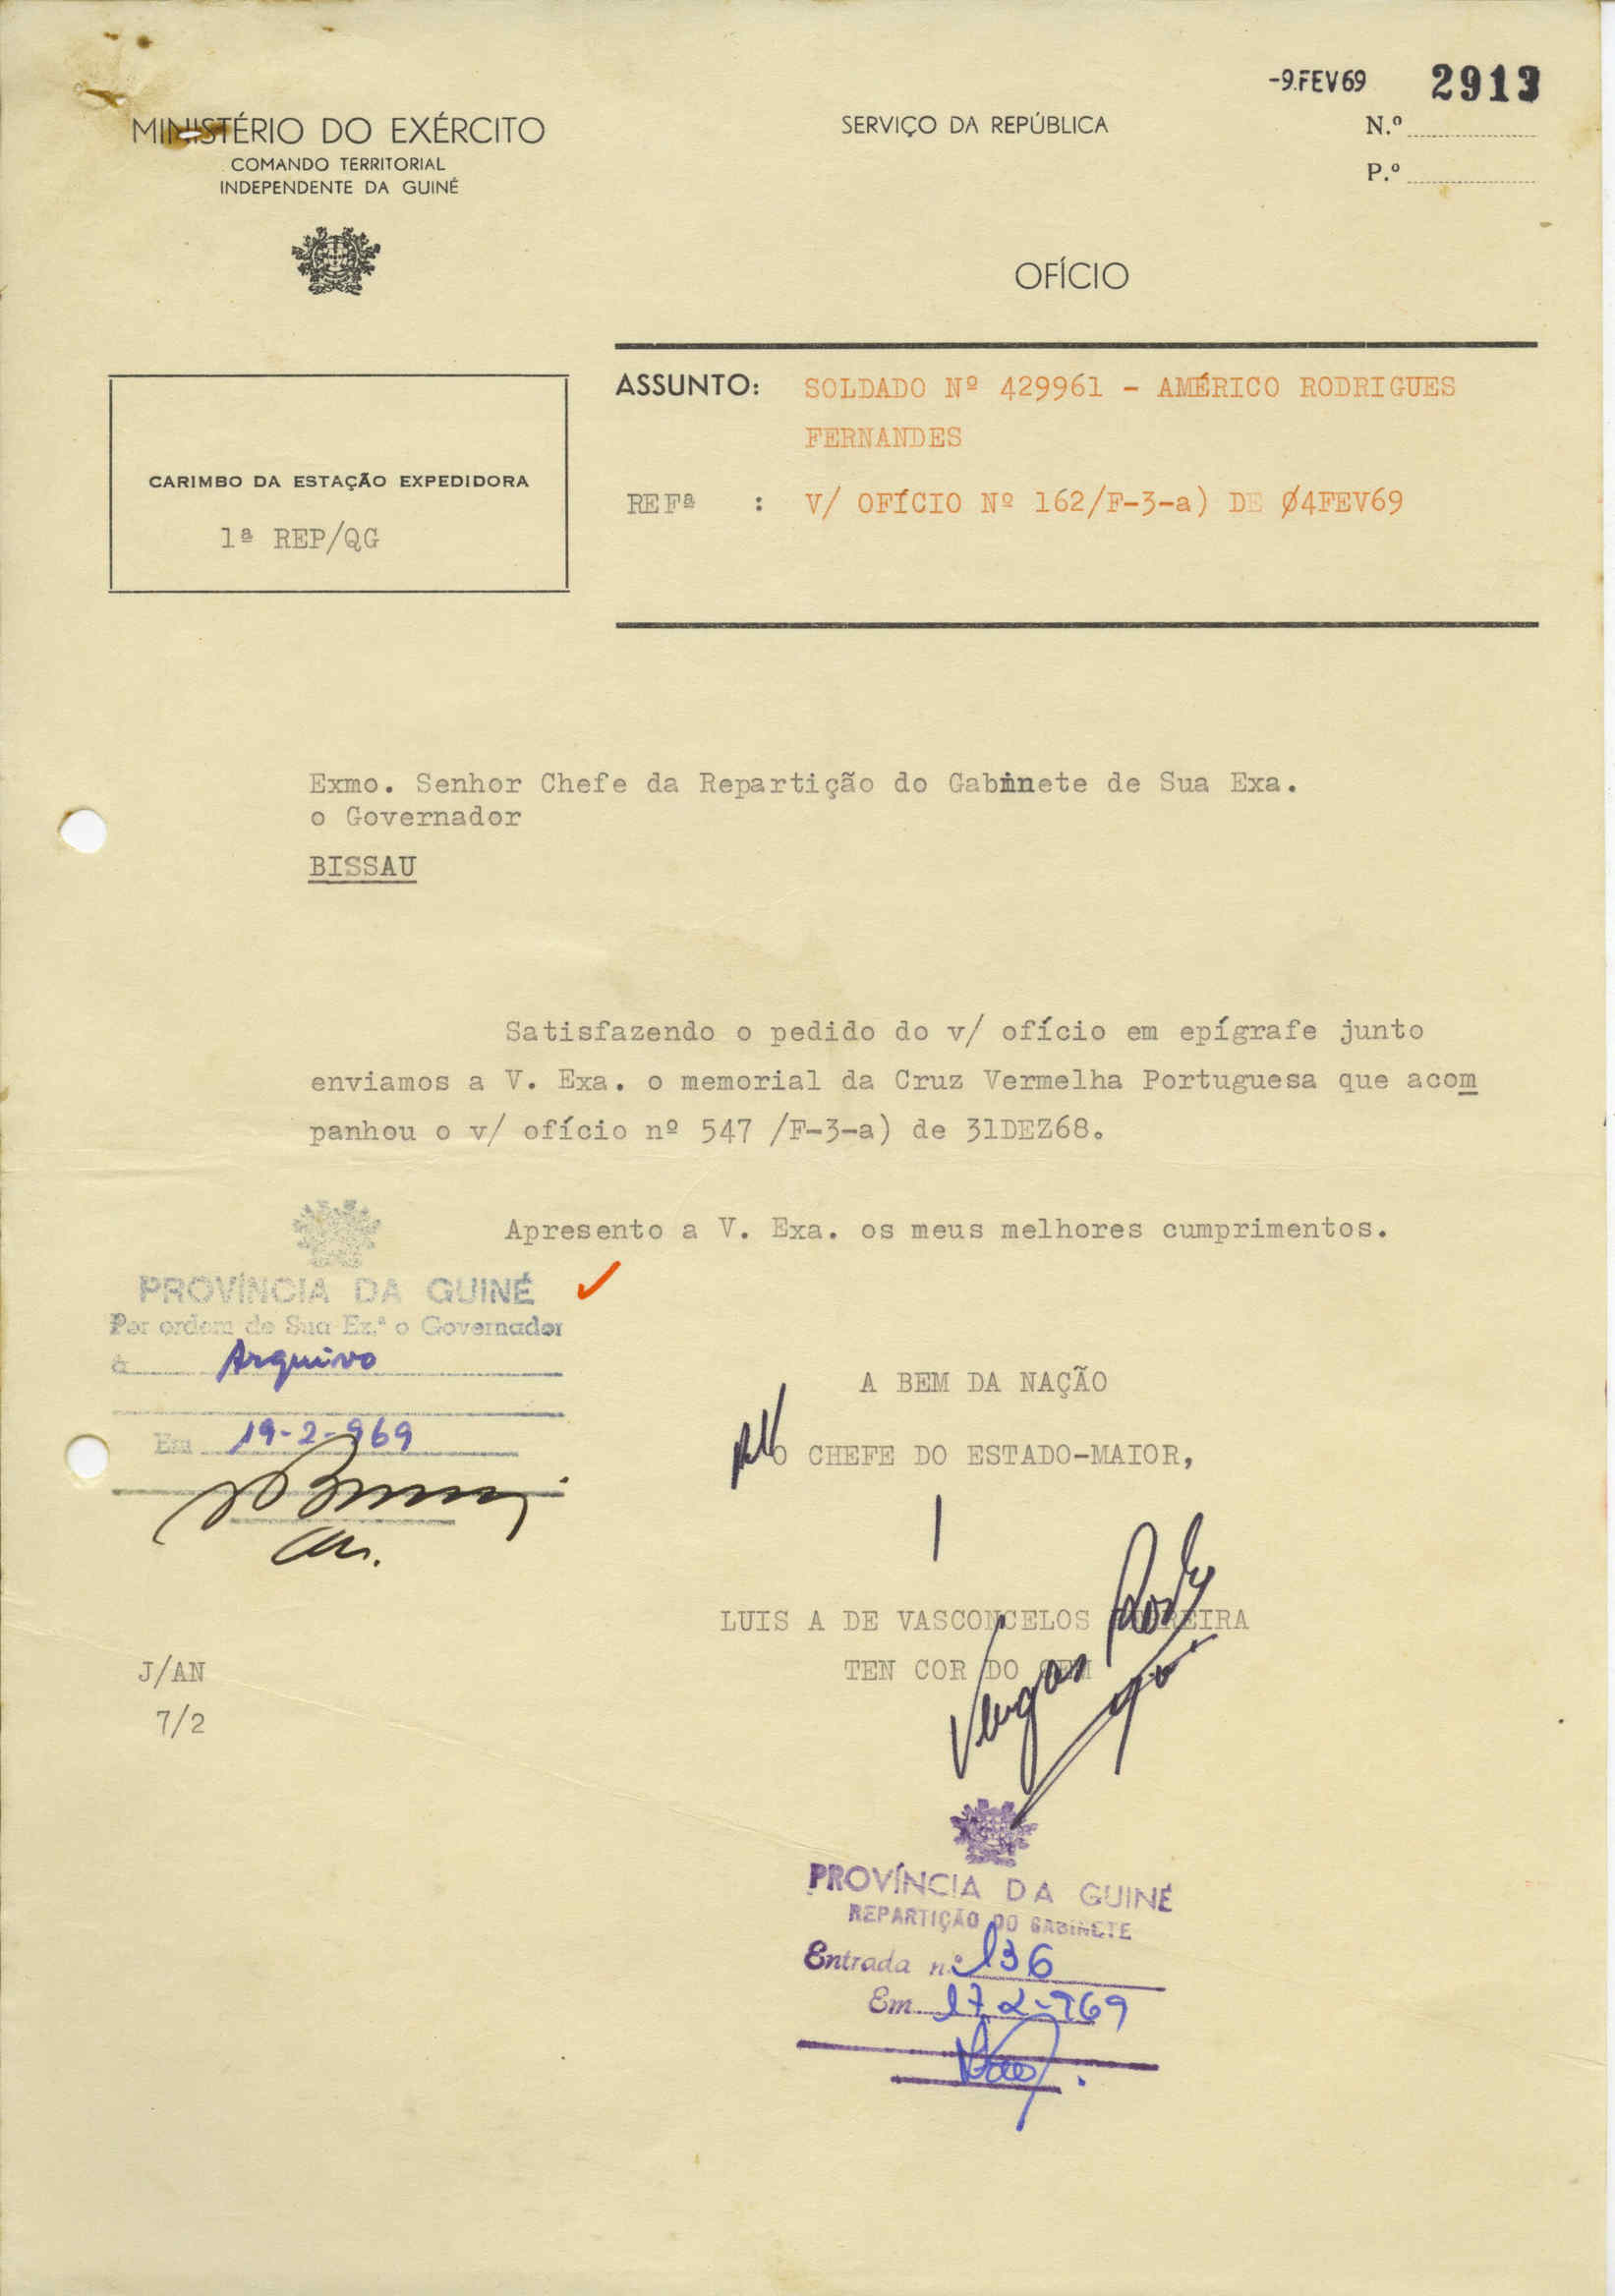 -9.FEV69 2913
MINISTÉRIO DO EXÉRCITO
COMANDO TERRITORIAL
INDEPENDENTE DA GUINÉ
SERVIÇO DA REPÚBLICA
N.º
P.º
OFÍCIO
CARIMBO DA ESTAÇÃO EXPEDIDORA
1ª REP/QG
ASSUNTO: SOLDADO Nº 429961 - AMÉRICO RODRIGUES
FERNANDES
REFª : V/ OFÍCIO Nº 162/F-3-a) DE Ø4FEV69
Exmo. Senhor Chefe da Repartição do Gabinete de Sua Exa.
o Governador
BISSAU
Satisfazendo o pedido do v/ ofício em epígrafe junto
enviamos a V. Exa. o memorial da Cruz Vermelha Portuguesa que acom
panhou o v/ ofício nº 547 /F-3-a) de 31DEZ68.
Apresento a V. Exa. os meus melhores cumprimentos.
PROVÍNCIA DA GUINÉ
Por ordem de Sua Ex.ª o Governador
à Arquivo
Em 19-2-969
A BEM DA NAÇÃO
O CHEFE DO ESTADO-MAIOR,
LUIS A DE VASCONCELOS
TEN COR DO CEM
J/AN
7/2
PROVÍNCIA DA GUINÉ
REPARTIÇÃO DO GABINETE
Entrada n.º 136
Em 17-2-969